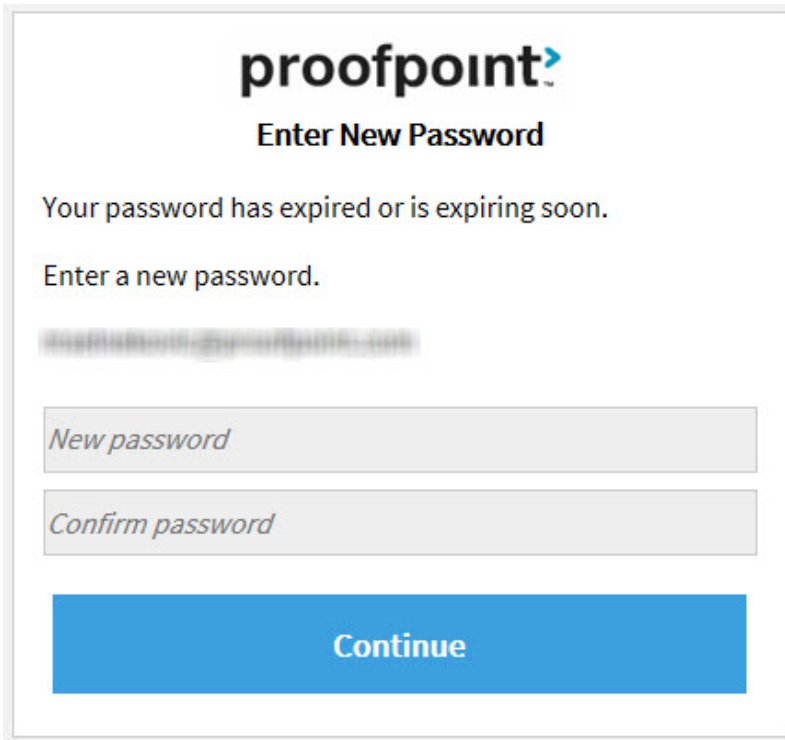 proofpoint
Enter New Password
Your password has expired or is expiring soon.
Enter a new password.
New password
Confirm password
Continue